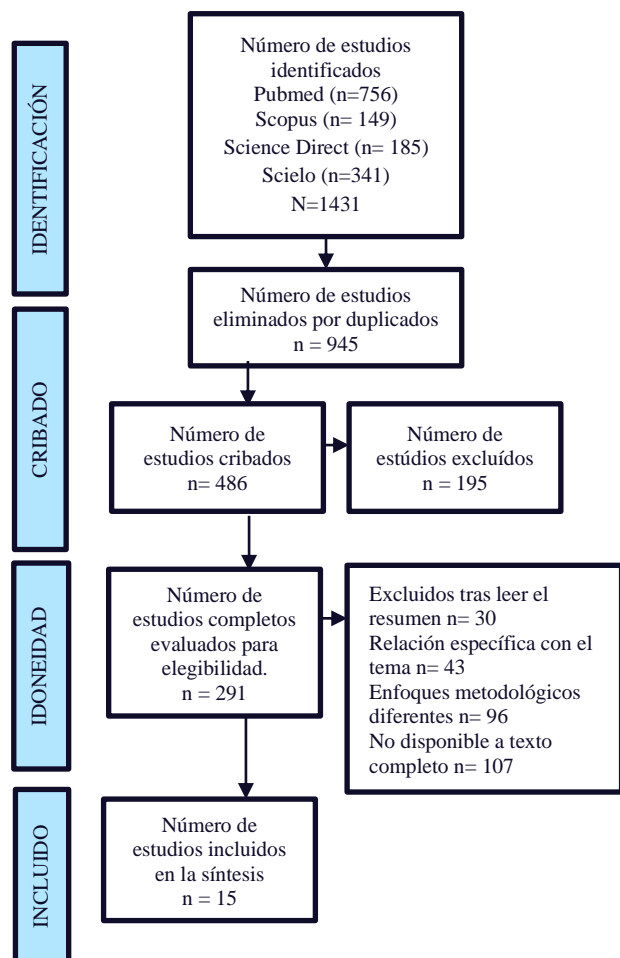 IDENTIFICACIÓN
Número de estudios
identificados
Pubmed (n=756)
Scopus (n= 149)
Science Direct (n= 185)
Scielo (n=341)
N=1431
Número de estudios
eliminados por duplicados
n = 945
CRIBADO
Número de
estudios cribados
n= 486
Número de
estúdios excluídos
n = 195
IDONEIDAD
Número de
estudios completos
evaluados para
elegibilidad.
n = 291
Excluidos tras leer el
resumen n= 30
Relación específica con el
tema n= 43
Enfoques metodológicos
diferentes n= 96
No disponible a texto
completo n= 107
INCLUIDO
Número de
estudios incluidos
en la síntesis
n = 15